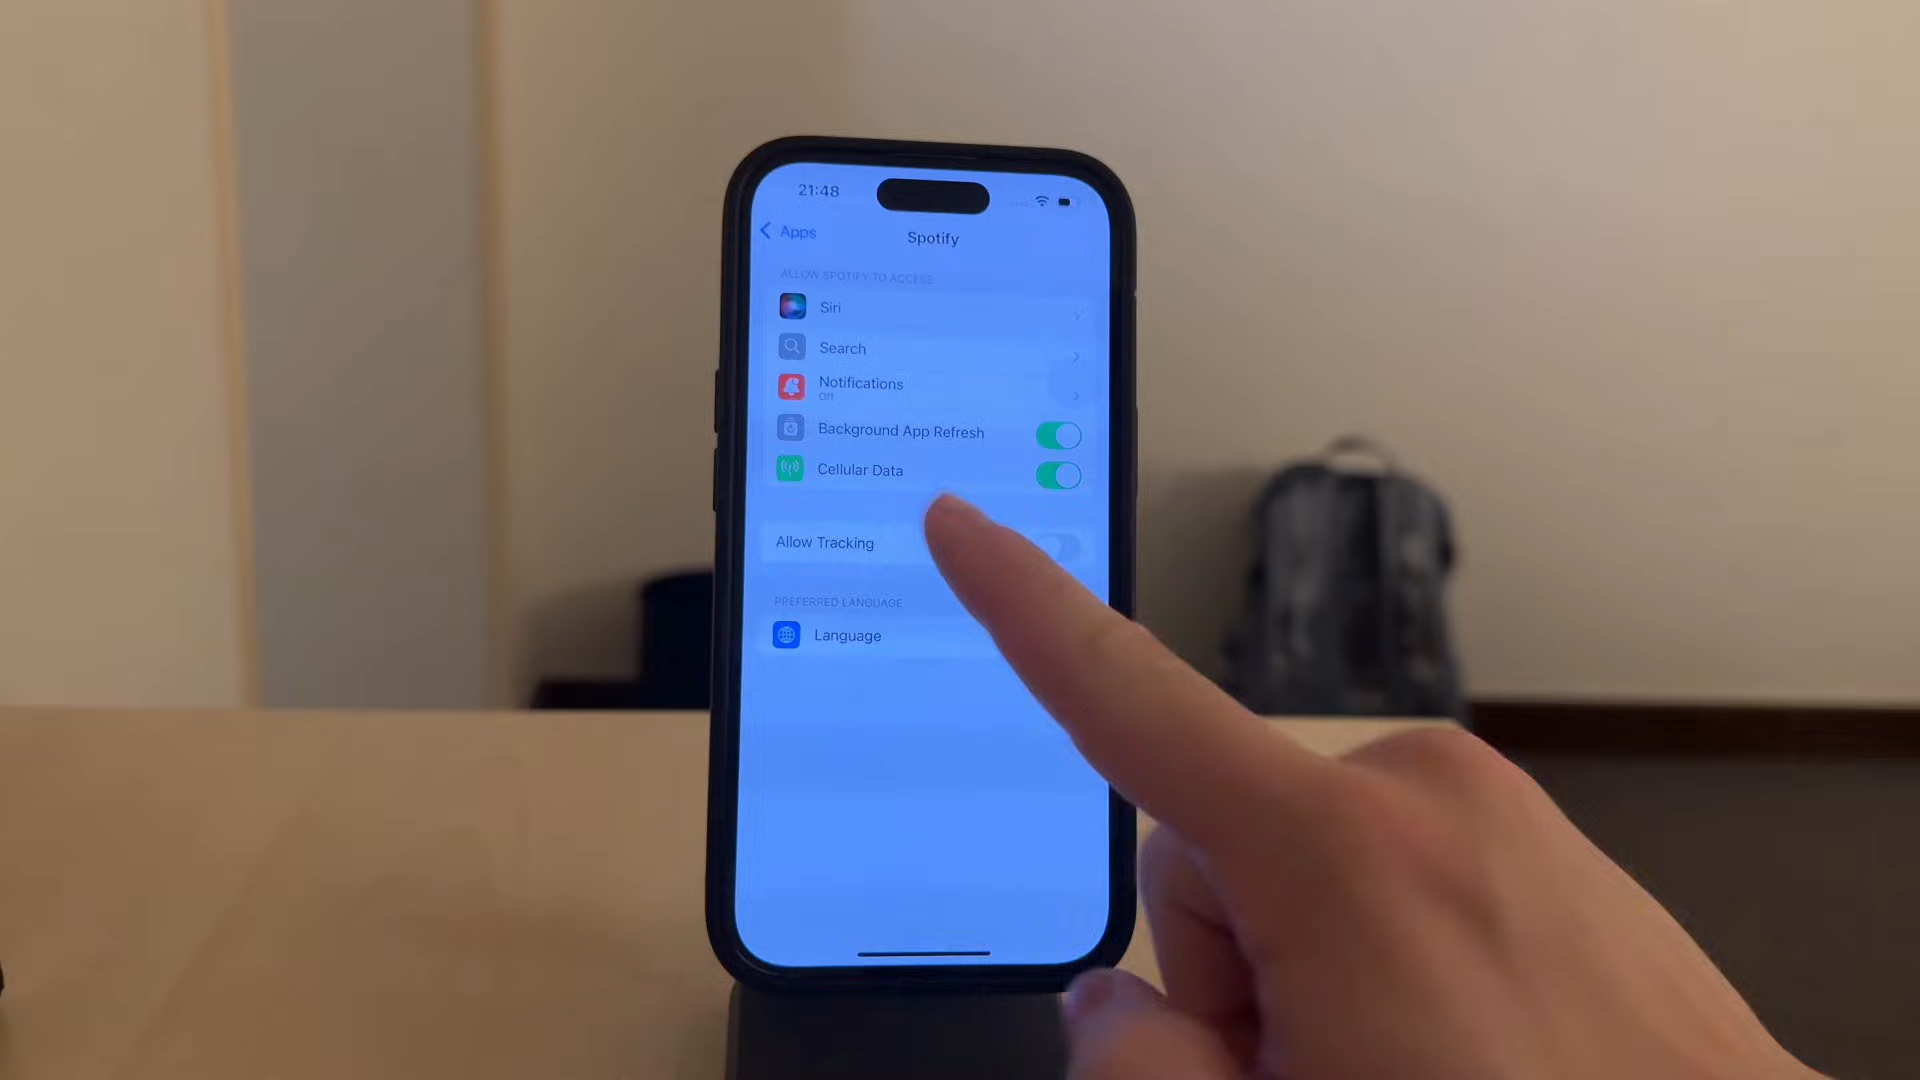 21:48
Apps
Spotify
ALLOW SPOTIFY TO ACCESS
Siri
Search
Notifications
Off
Background App Refresh
Cellular Data
Allow Tracking
PREFERRED LANGUAGE
Language